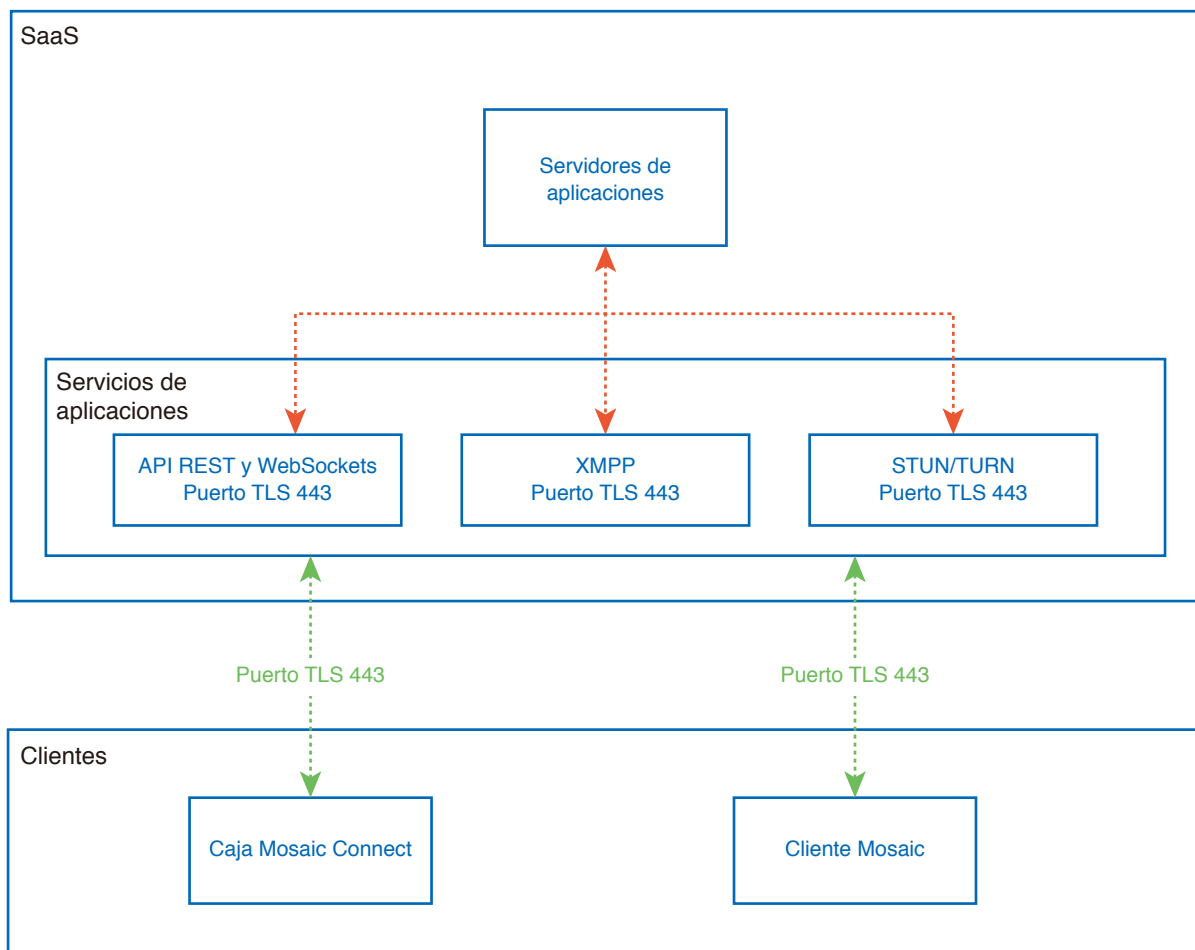 SaaS
Servidores de
aplicaciones
Servicios de
aplicaciones
API REST y WebSockets
Puerto TLS 443
XMPP
Puerto TLS 443
STUN/TURN
Puerto TLS 443
Puerto TLS 443
Puerto TLS 443
Clientes
Caja Mosaic Connect
Cliente Mosaic